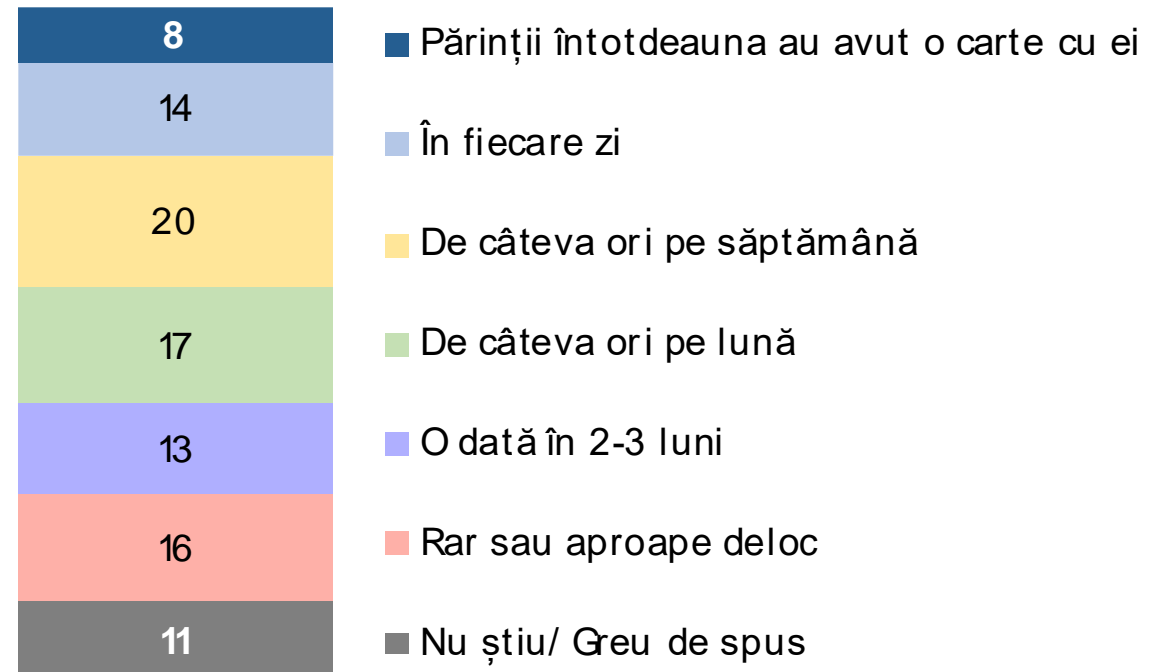 8
Părinții întotdeauna au avut o carte cu ei
14
În fiecare zi
20
De câteva ori pe săptămână
17
De câteva ori pe lună
13
O dată în 2-3 luni
16
Rar sau aproape deloc
11
Nu știu/ Greu de spus